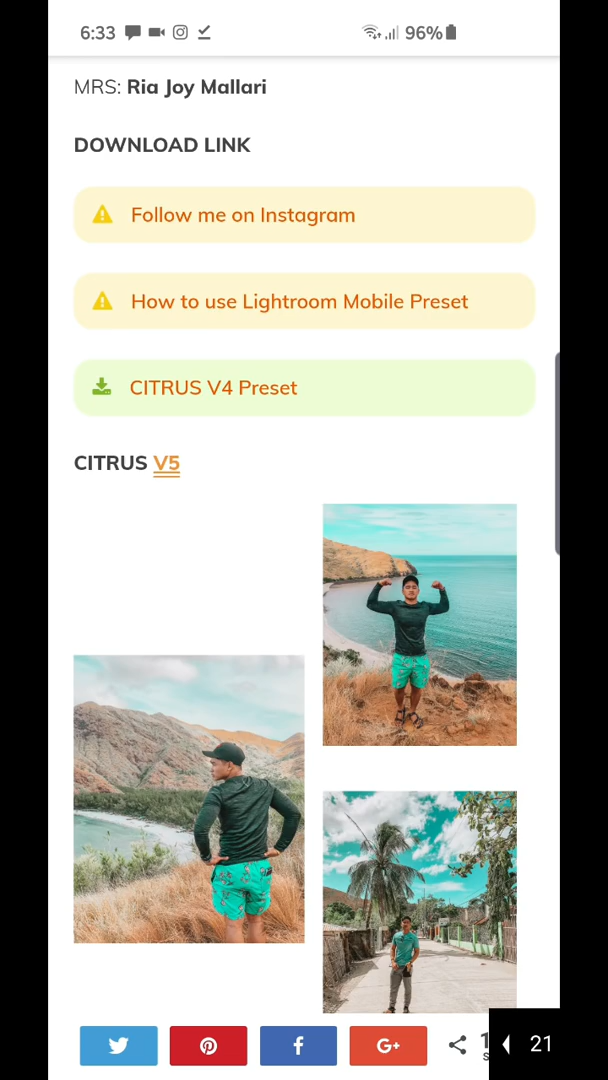 6:33 96%
MRS: Ria Joy Mallari
DOWNLOAD LINK
Follow me on Instagram
How to use Lightroom Mobile Preset
CITRUS V4 Preset
CITRUS V5
G+
21